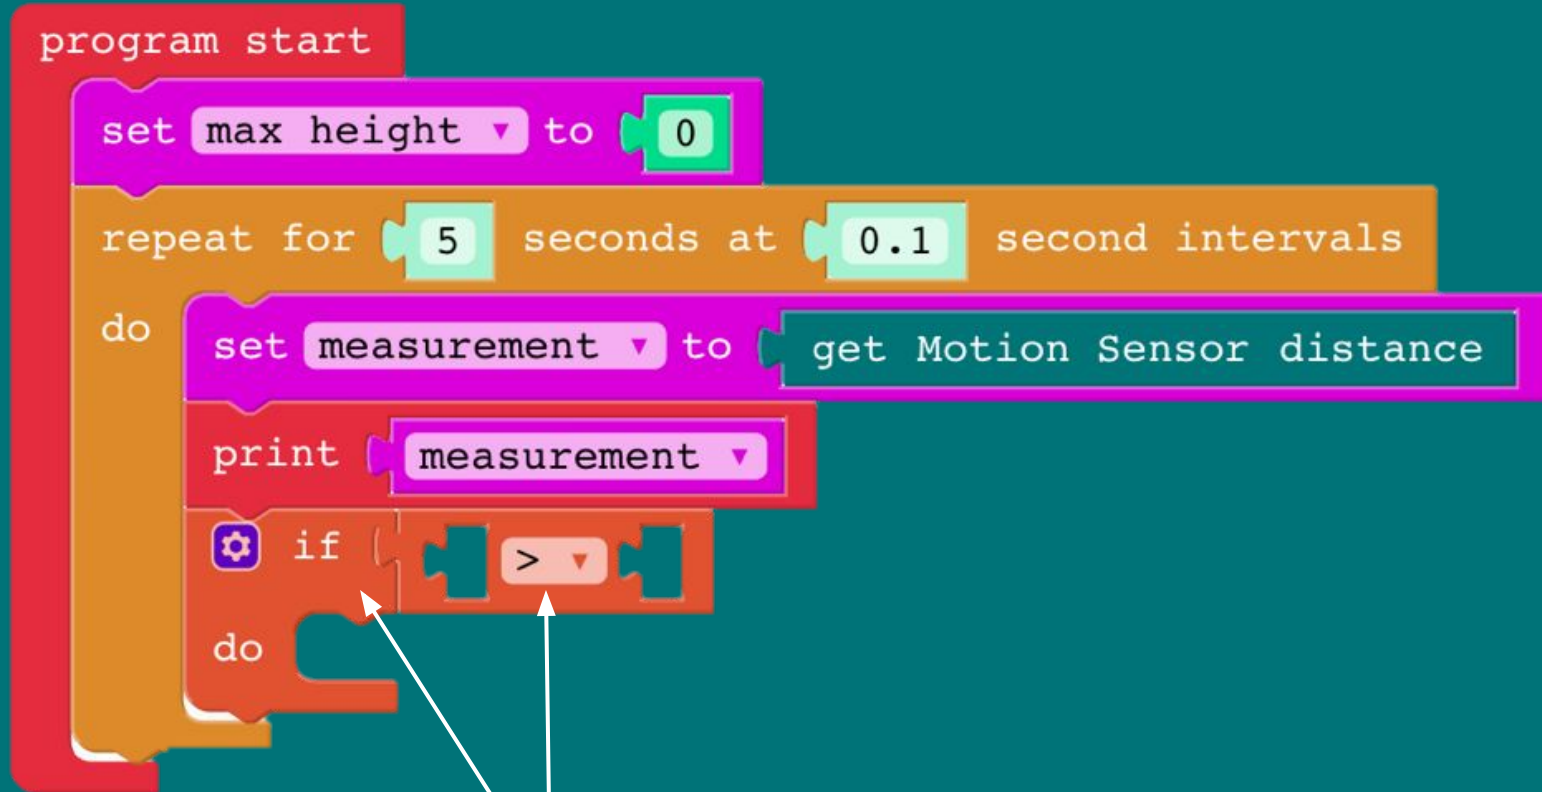 program start
set max height ▼ to 0
repeat for 5 seconds at 0.1 second intervals
do set measurement ▼ to get Motion Sensor distance
print measurement ▼
if > ▼
do